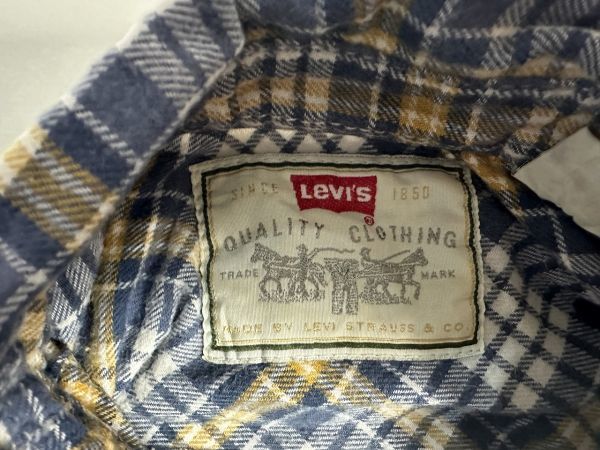 SINCE LEVI'S ® 1850
QUALITY CLOTHING
TRADE MARK
MADE BY LEVI STRAUSS & CO.